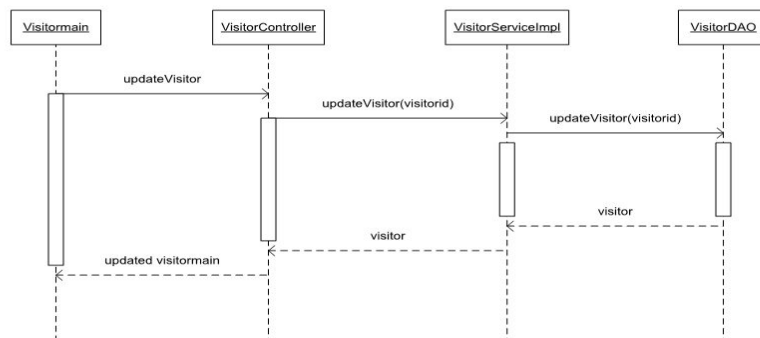 Visitormain
VisitorController
VisitorServiceImpl
VisitorDAO
updateVisitor
updateVisitor(visitorid)
updateVisitor(visitorid)
visitor
visitor
updated visitormain